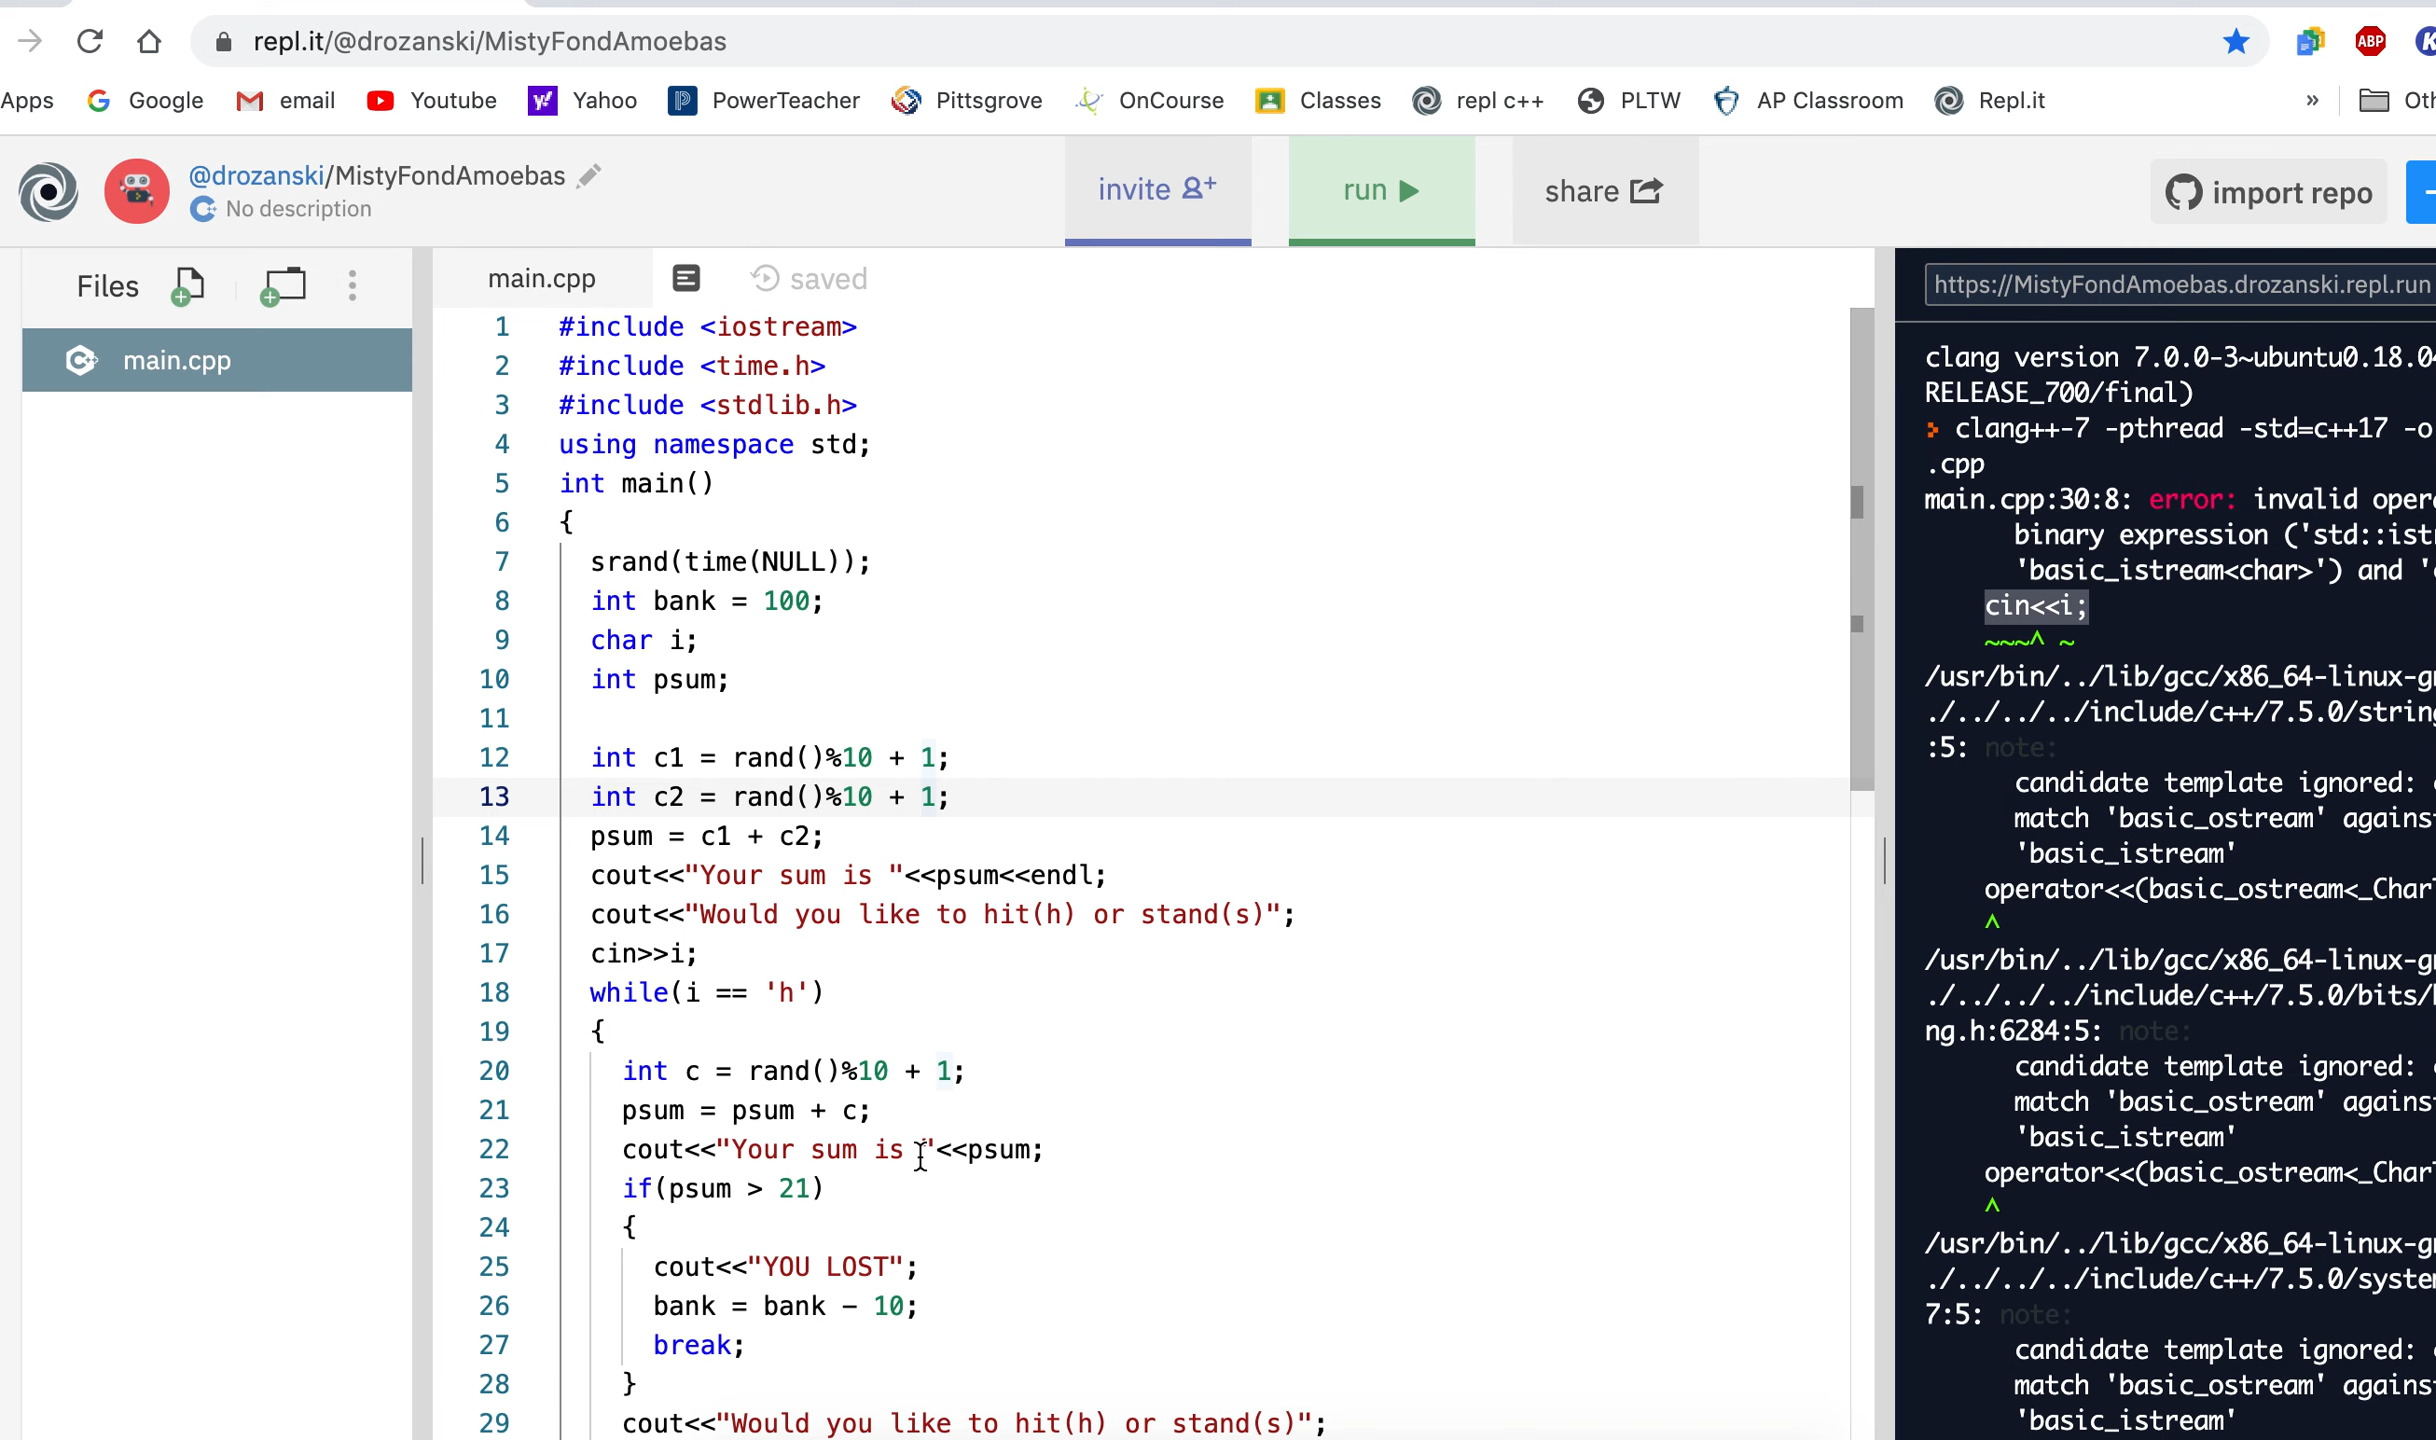 repl.it/@drozanski/MistyFondAmoebas
ABP
Apps Google email Youtube Yahoo PowerTeacher Pittsgrove OnCourse Classes repl c++ PLTW AP Classroom Repl.it » Oth
@drozanski/MistyFondAmoebas
No description
invite
run
share
import repo
Files
main.cpp
main.cpp
saved
1 #include <iostream>
2 #include <time.h>
3 #include <stdlib.h>
4 using namespace std;
5 int main()
6 {
7 srand(time(NULL));
8 int bank = 100;
9 char i;
10 int psum;
11
12 int c1 = rand()%10 + 1;
13 int c2 = rand()%10 + 1;
14 psum = c1 + c2;
15 cout<<"Your sum is "<<psum<<endl;
16 cout<<"Would you like to hit(h) or stand(s)";
17 cin>>i;
18 while(i == 'h')
19 {
20 int c = rand()%10 + 1;
21 psum = psum + c;
22 cout<<"Your sum is "<<psum;
23 if(psum > 21)
24 {
25 cout<<"YOU LOST";
26 bank = bank - 10;
27 break;
28 }
29 cout<<"Would you like to hit(h) or stand(s)";
https://MistyFondAmoebas.drozanski.repl.run
clang version 7.0.0-3~ubuntu0.18.04
RELEASE_700/final)
clang++-7 -pthread -std=c++17 -o
.cpp
main.cpp:30:8: error: invalid oper
binary expression ('std::ist
'basic_istream<char>') and '
cin<<i;
~~~^ ~
/usr/bin/../lib/gcc/x86_64-linux-g
./../../../include/c++/7.5.0/string
:5: note:
candidate template ignored:
match 'basic_ostream' agains
'basic_istream'
operator<<(basic_ostream<_Char
^
/usr/bin/../lib/gcc/x86_64-linux-g
./../../../include/c++/7.5.0/bits/
ng.h:6284:5: note:
candidate template ignored:
match 'basic_ostream' agains
'basic_istream'
operator<<(basic_ostream<_Char
^
/usr/bin/../lib/gcc/x86_64-linux-g
./../../../include/c++/7.5.0/syste
7:5: note:
candidate template ignored:
match 'basic_ostream' agains
'basic_istream'